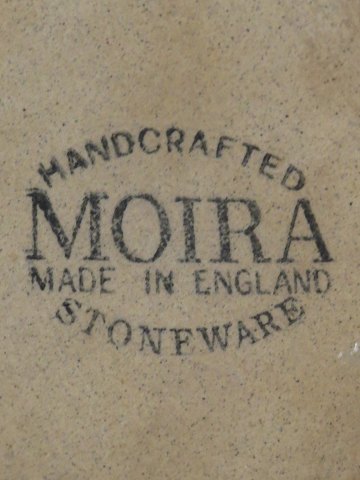 HANDCRAFTED
MOIRA
MADE IN ENGLAND
STONEWARE